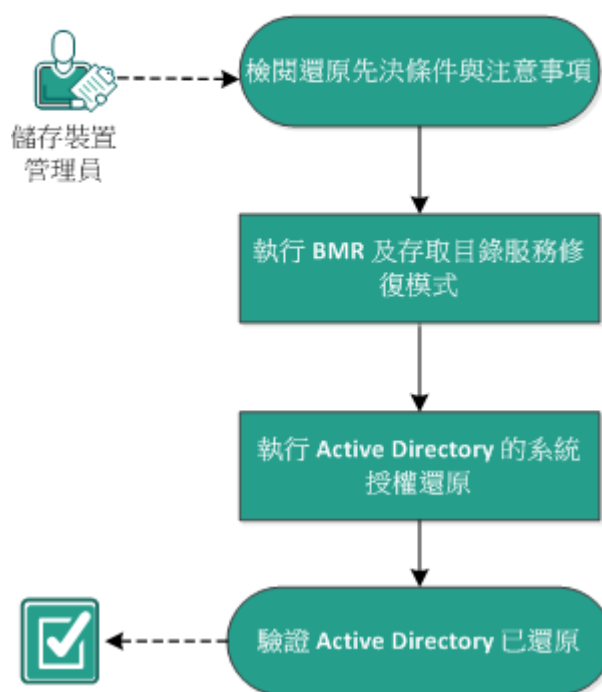 檢閱還原先決條件與注意事項
儲存裝置
管理員
執行 BMR 及存取目錄服務修
復模式
執行 Active Directory 的系統
授權還原
驗證 Active Directory 已還原